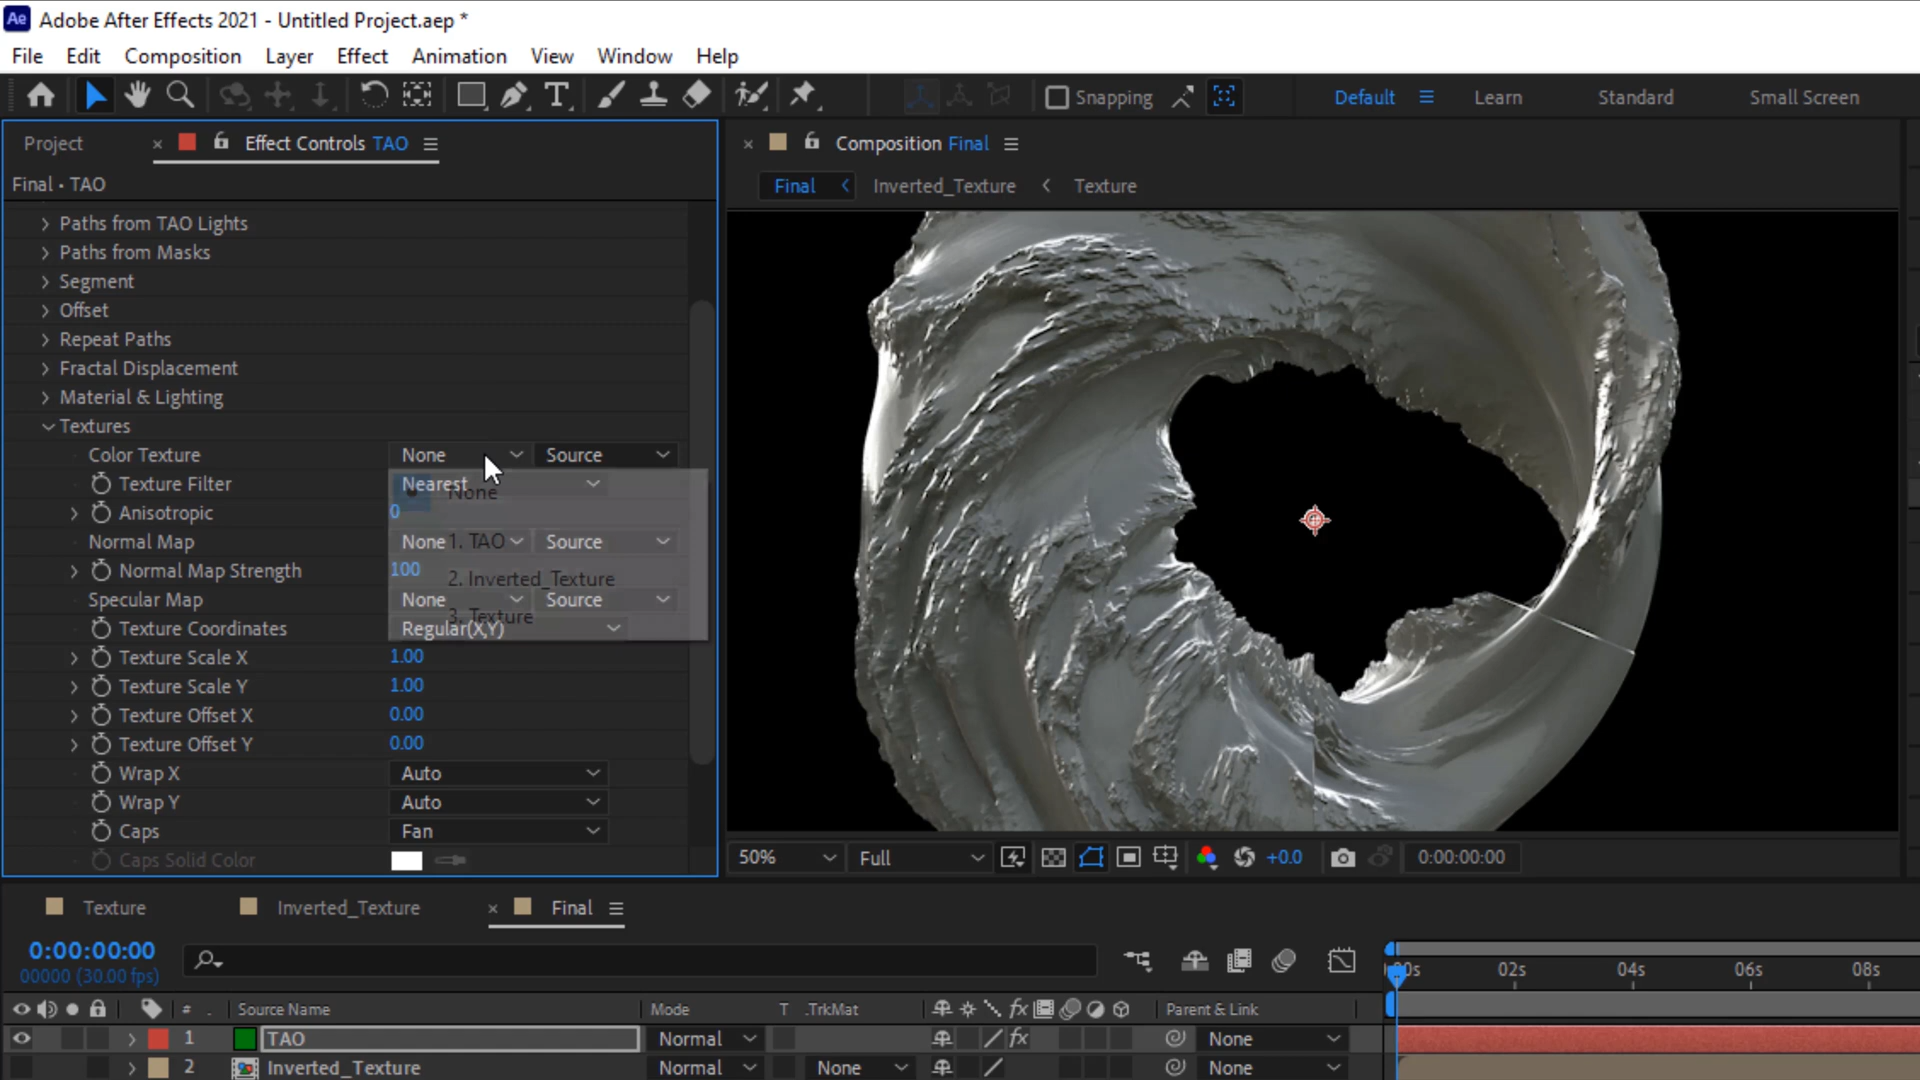 Ae Adobe After Effects 2021 - Untitled Project.aep *
File Edit Composition Layer Effect Animation View Window Help
Snapping Default Learn Standard Small Screen
Project Effect Controls TAO
Final • TAO
Paths from TAO Lights
Paths from Masks
Segment
Offset
Repeat Paths
Fractal Displacement
Material & Lighting
Textures
Color Texture None Source
Texture Filter Nearest
None
Anisotropic 0
Normal Map None Source
1. TAO
Normal Map Strength 100
2. Inverted_Texture
Specular Map None Source
3. Texture
Texture Coordinates Regular(X,Y)
Texture Scale X 1.00
Texture Scale Y 1.00
Texture Offset X 0.00
Texture Offset Y 0.00
Wrap X Auto
Wrap Y Auto
Caps Fan
Caps Solid Color
Composition Final
Final Inverted_Texture Texture
50% Full +0.0 0:00:00:00
Texture Inverted_Texture Final
0:00:00:00
00000 (30.00 fps)
02s 04s 06s 08s
# Source Name Mode T .TrkMat fx Parent & Link
1 TAO Normal fx None
2 Inverted_Texture Normal None None